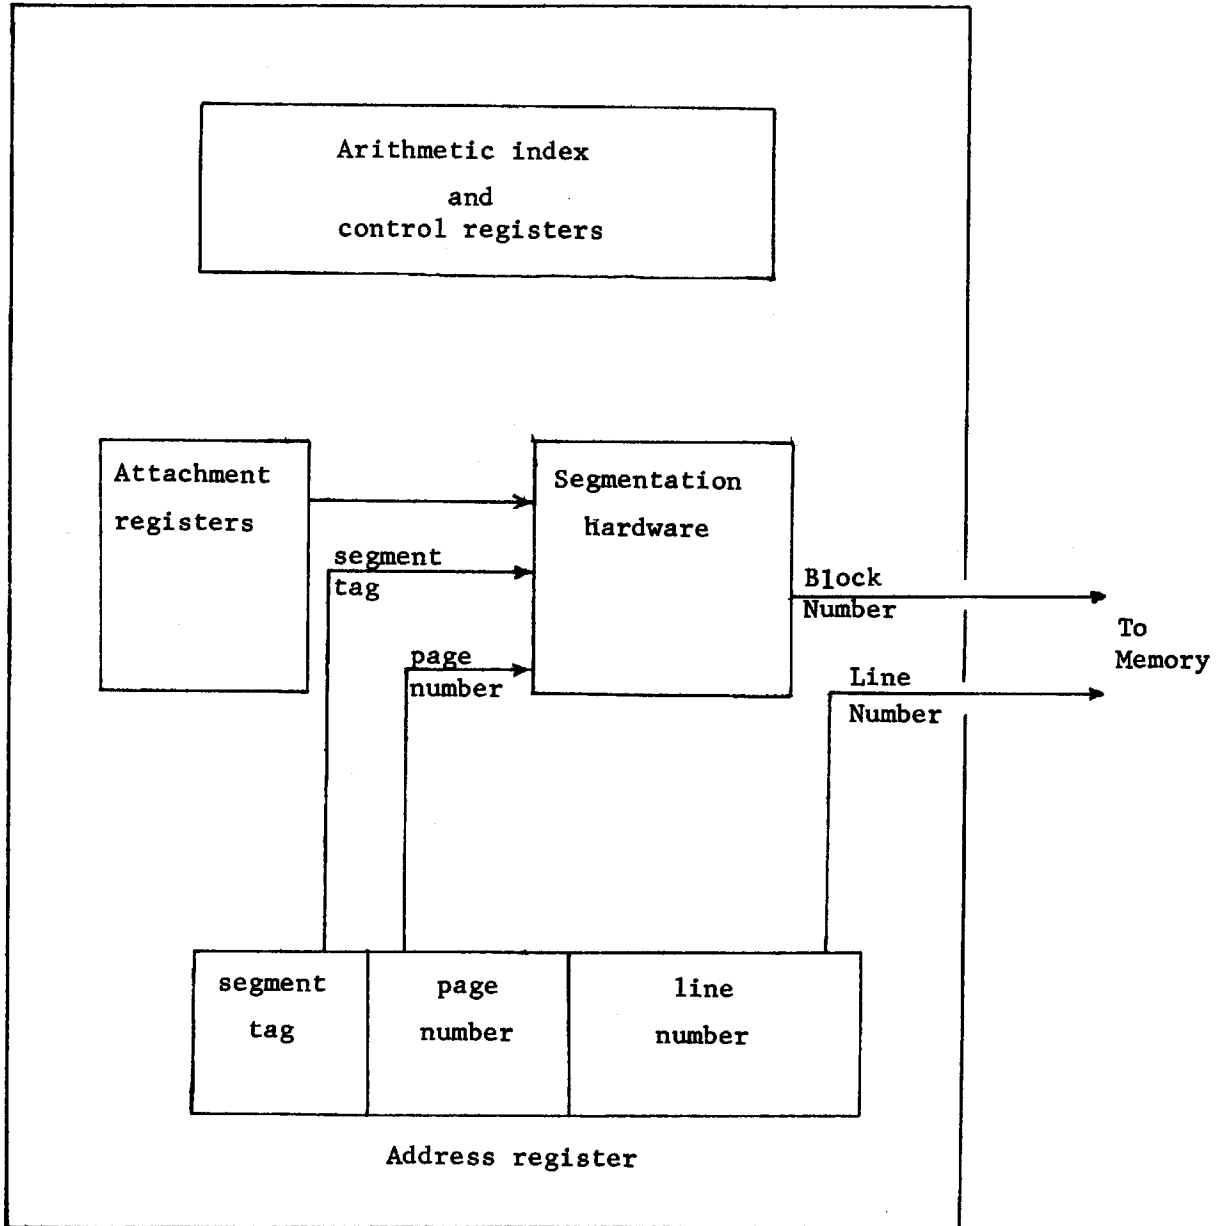 Arithmetic index
and
control registers
Attachment
registers
Segmentation
Hardware
segment
tag
page
number
Block
Number
To
Memory
Line
Number
segment
tag
page
number
line
number
Address register